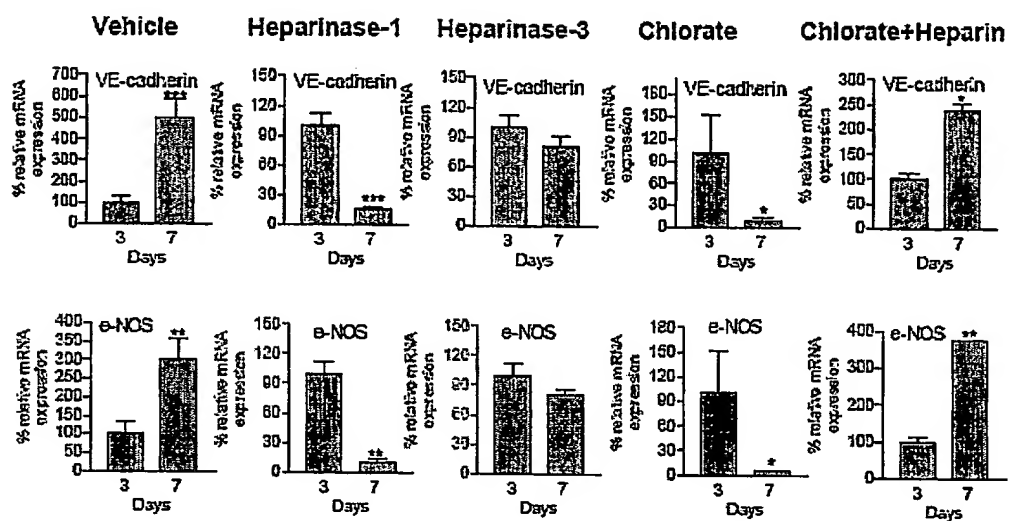 Vehicle Heparinase-1 Heparinase-3 Chlorate Chlorate+Heparin
% relative mRNA expression
VE-cadherin
700
600
500
400
300
200
100
0
***
3 7
Days
% relative mRNA expression
VE-cadherin
150
120
90
60
30
0
***
3 7
Days
% relative mRNA expression
VE-cadherin
150
120
90
60
30
0
3 7
Days
% relative mRNA expression
VE-cadherin
150
120
90
60
30
0
*
3 7
Days
% relative mRNA expression
VE-cadherin
300
250
200
150
100
50
0
*
3 7
Days
% relative mRNA expression
e-NOS
400
350
300
250
200
150
100
50
0
**
3 7
Days
% relative mRNA expression
e-NOS
150
120
90
60
30
0
**
3 7
Days
% relative mRNA expression
e-NOS
150
120
90
60
30
0
3 7
Days
% relative mRNA expression
e-NOS
180
150
120
90
60
30
0
*
3 7
Days
% relative mRNA expression
e-NOS
400
300
200
100
0
**
3 7
Days